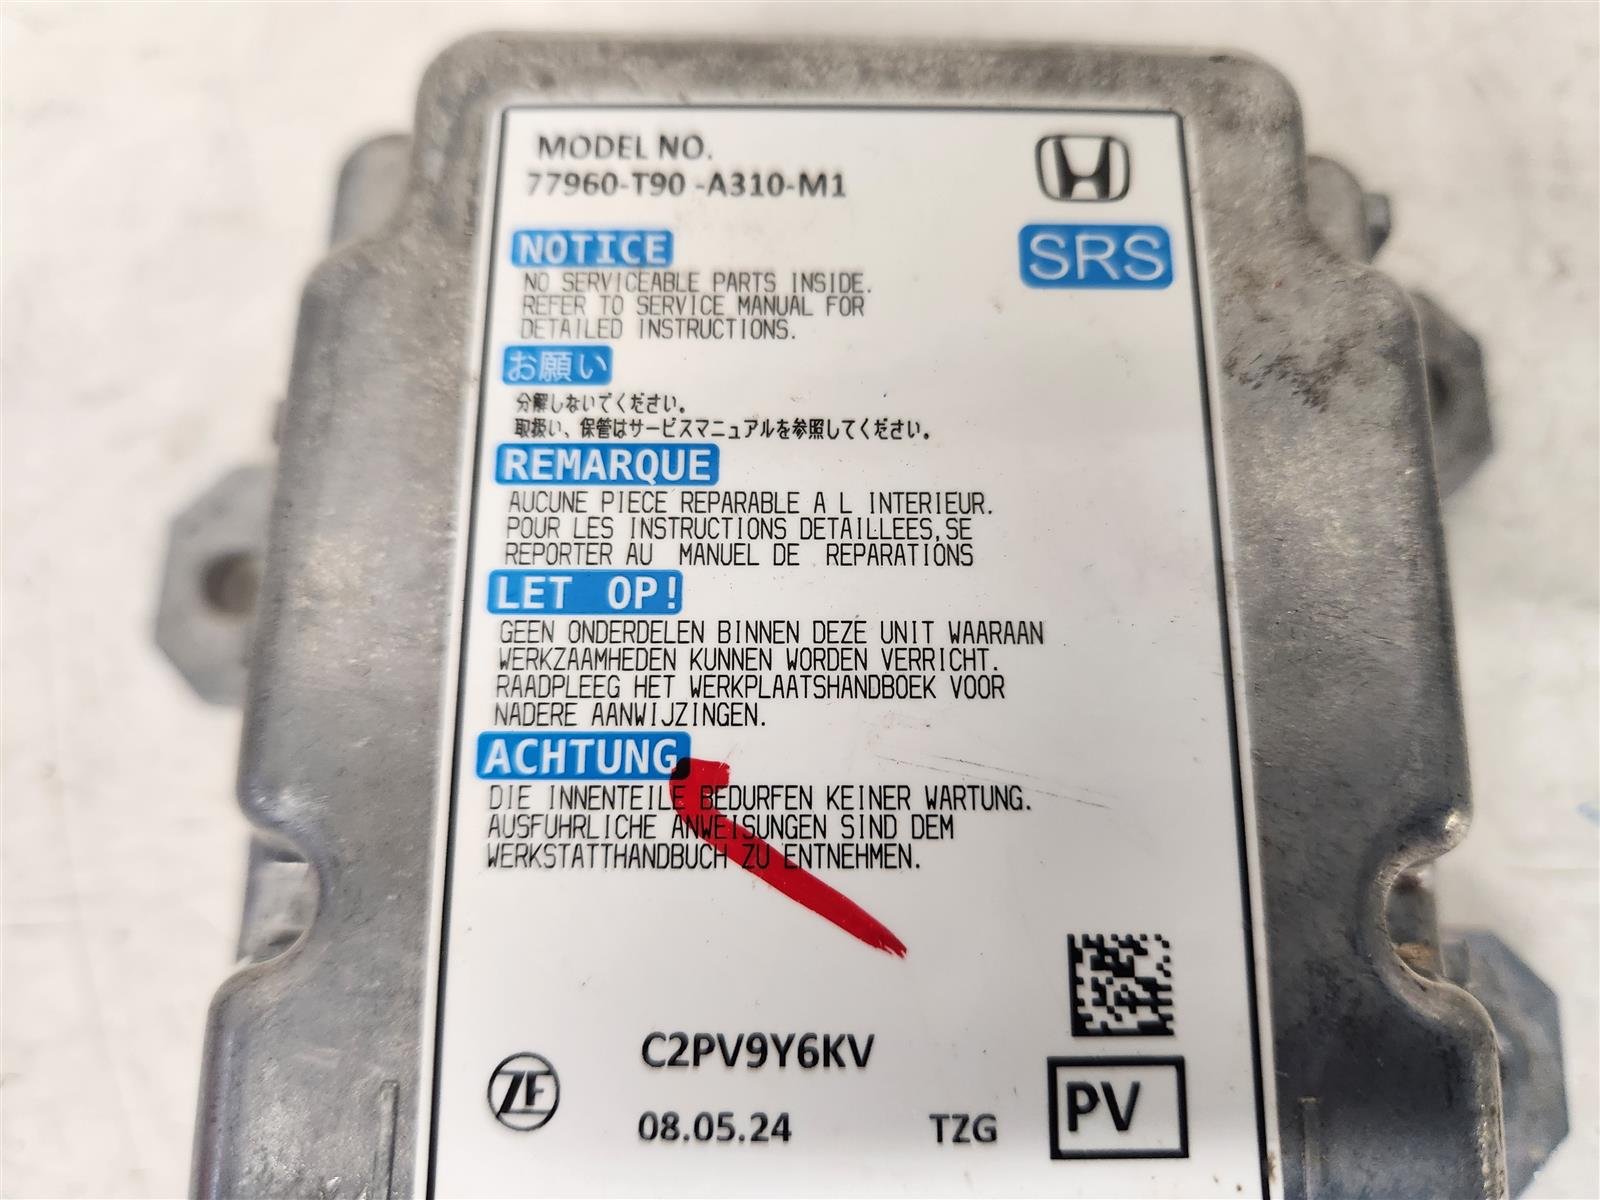 MODEL NO.
77960-T90 -A310-M1
SRS
NOTICE
NO SERVICEABLE PARTS INSIDE.
REFER TO SERVICE MANUAL FOR
DETAILED INSTRUCTIONS.
お願い
分解しないでください。
取扱い、保管はサービスマニュアルを参照してください。
REMARQUE
AUCUNE PIECE REPARABLE A L INTERIEUR.
POUR LES INSTRUCTIONS DETAILLEES,SE
REPORTER AU MANUEL DE REPARATIONS
LET OP!
GEEN ONDERDELEN BINNEN DEZE UNIT WAARAAN
WERKZAAMHEDEN KUNNEN WORDEN VERRICHT.
RAADPLEEG HET WERKPLAATSHANDBOEK VOOR
NADERE AANWIJZINGEN.
ACHTUNG
DIE INNENTEILE BEDURFEN KEINER WARTUNG.
AUSFUHRLICHE ANWEISUNGEN SIND DEM
WERKSTATTHANDBUCH ZU ENTNEHMEN.
C2PV9Y6KV
ZF
08.05.24
TZG
PV